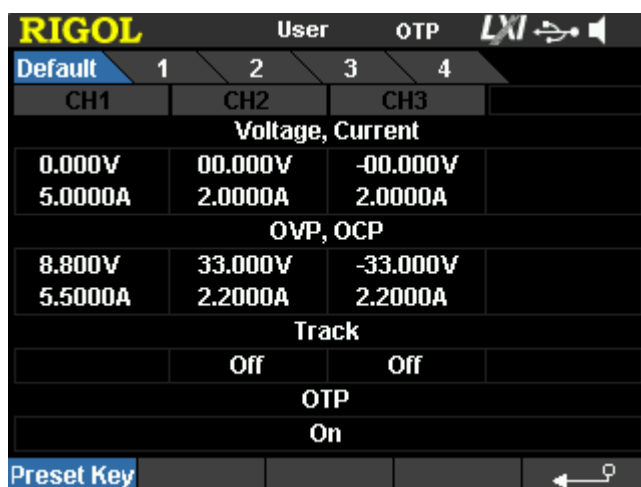 RIGOL User OTP LXI
Default 1 2 3 4
CH1 CH2 CH3
Voltage, Current
0.000V 00.000V -00.000V
5.0000A 2.0000A 2.0000A
OVP, OCP
8.800V 33.000V -33.000V
5.5000A 2.2000A 2.2000A
Track
Off Off
OTP
On
Preset Key